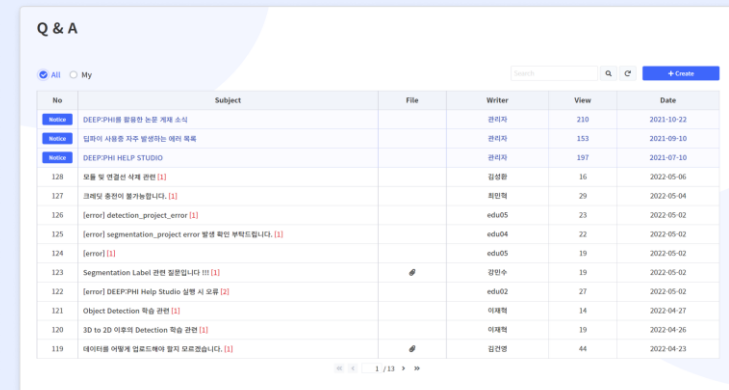 Q & A
All My
Search
+ Create
No Subject File Writer View Date
Notice DEEP:PHI를 활용한 논문 게재 소식 관리자 210 2021-10-22
Notice 딥파이 사용중 자주 발생하는 에러 목록 관리자 153 2021-09-10
Notice DEEP:PHI HELP STUDIO 관리자 197 2021-07-10
128 모듈 및 연결선 삭제 관련 [1] 김성환 16 2022-05-06
127 크레딧 충전이 불가능합니다. [1] 최민혁 29 2022-05-04
126 [error] detection_project_error [1] edu05 23 2022-05-02
125 [error] segmentation_project error 발생 확인 부탁드립니다. [1] edu04 22 2022-05-02
124 [error] [1] edu05 19 2022-05-02
123 Segmentation Label 관련 질문입니다 !!! [1] 강민수 19 2022-05-02
122 [error] DEEP:PHI Help Studio 실행 시 오류 [2] edu02 27 2022-05-02
121 Object Detection 학습 관련 [1] 이재혁 14 2022-04-27
120 3D to 2D 이후의 Detection 학습 관련 [1] 이재혁 19 2022-04-26
119 데이터를 어떻게 업로드해야 할지 모르겠습니다. [1] 김건영 44 2022-04-23
1 / 13